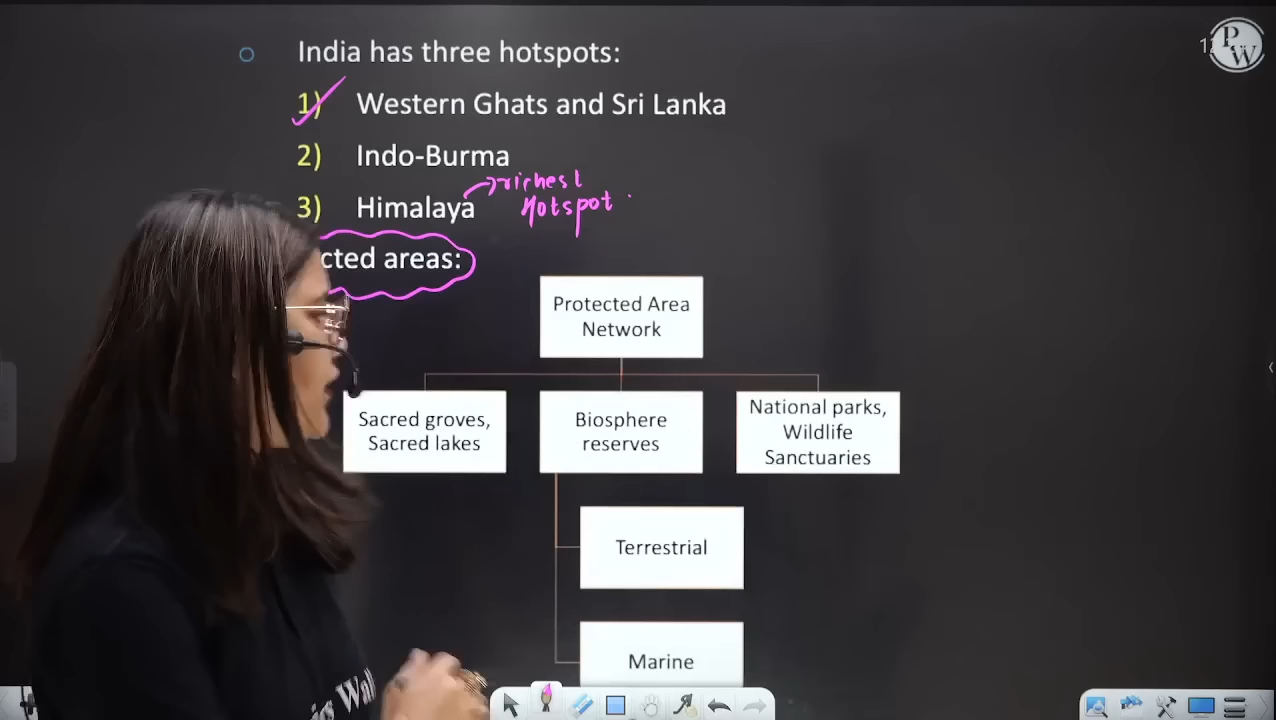 India has three hotspots:
1) Western Ghats and Sri Lanka
2) Indo-Burma
richest
3) Himalaya
Hotspot
cted areas:
Protected Area
Network
Sacred groves,
Sacred lakes
Biosphere
reserves
National parks,
Wildlife
Sanctuaries
Terrestrial
Marine
PW